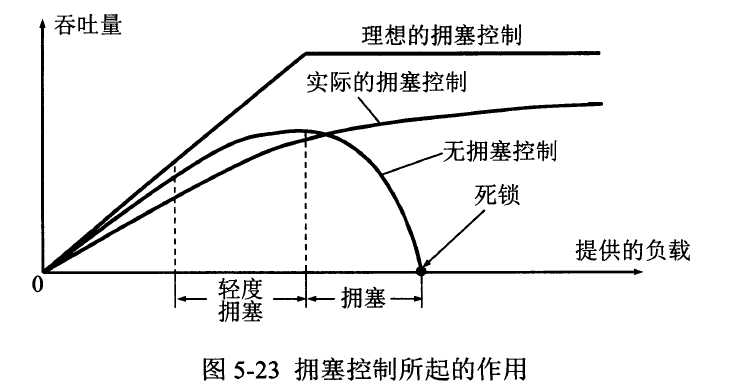 吞吐量
理想的拥塞控制
实际的拥塞控制
无拥塞控制
死锁
提供的负载
0
轻度
拥塞
拥塞
图 5-23 拥塞控制所起的作用